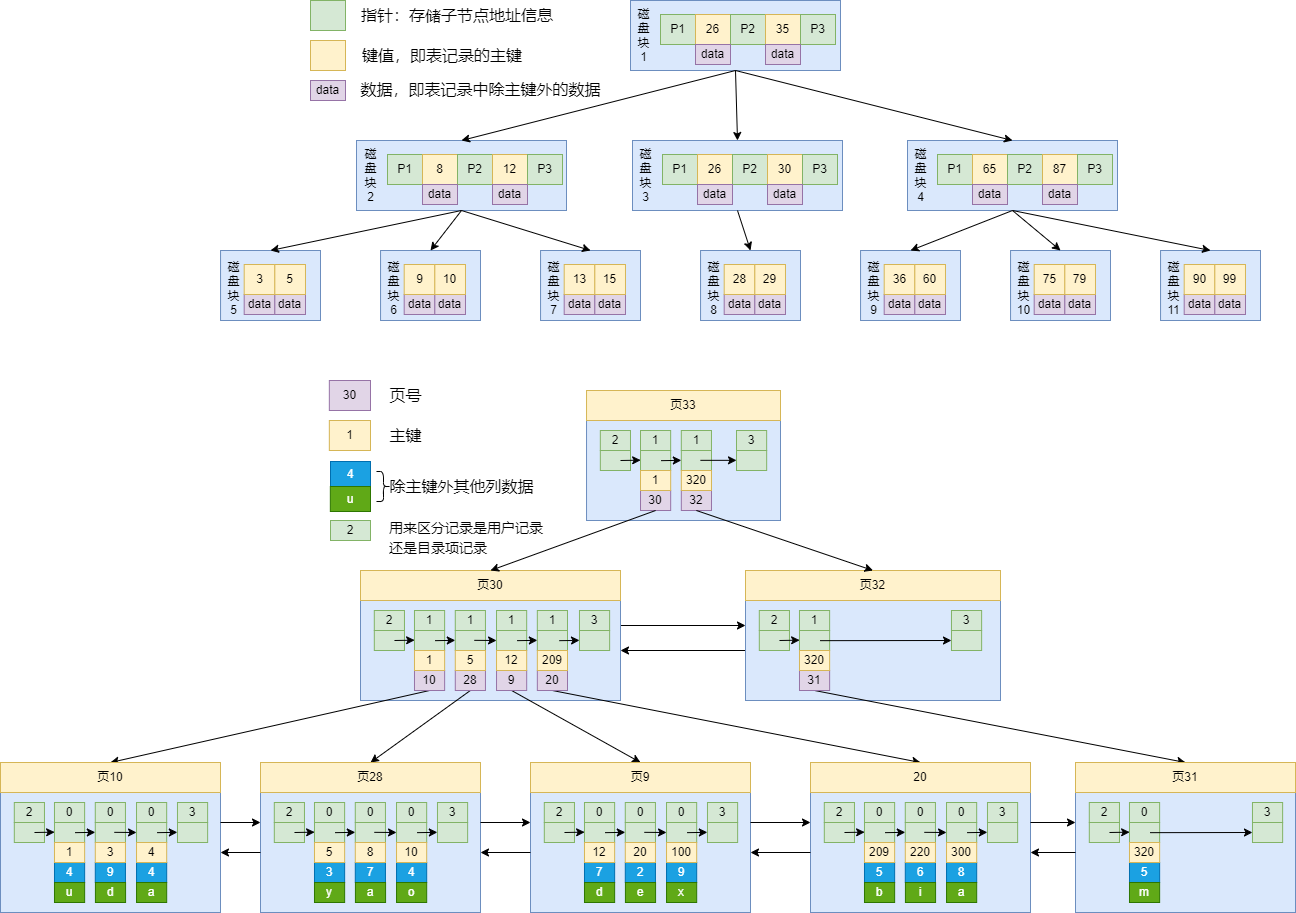 指针：存储子节点地址信息
键值，即表记录的主键
data 数据，即表记录中除主键外的数据
磁盘块1
P1 26 P2 35 P3
data data
磁盘块2
P1 8 P2 12 P3
data data
磁盘块3
P1 26 P2 30 P3
data data
磁盘块4
P1 65 P2 87 P3
data data
磁盘块5
3 5
data data
磁盘块6
9 10
data data
磁盘块7
13 15
data data
磁盘块8
28 29
data data
磁盘块9
36 60
data data
磁盘块10
75 79
data data
磁盘块11
90 99
data data
30 页号
1 主键
4
u
除主键外其他列数据
2 用来区分记录是用户记录
还是目录项记录
页33
2 1 1 3
1 320
30 32
页30
2 1 1 1 1 3
1 5 12 209
10 28 9 20
页32
2 1 3
320
31
页10
2 0 0 0 3
1 3 4
4 9 4
u d a
页28
2 0 0 0 3
5 8 10
3 7 4
y a o
页9
2 0 0 0 3
12 20 100
7 2 9
d e x
20
2 0 0 0 3
209 220 300
5 6 8
b i a
页31
2 0 3
320
5
m